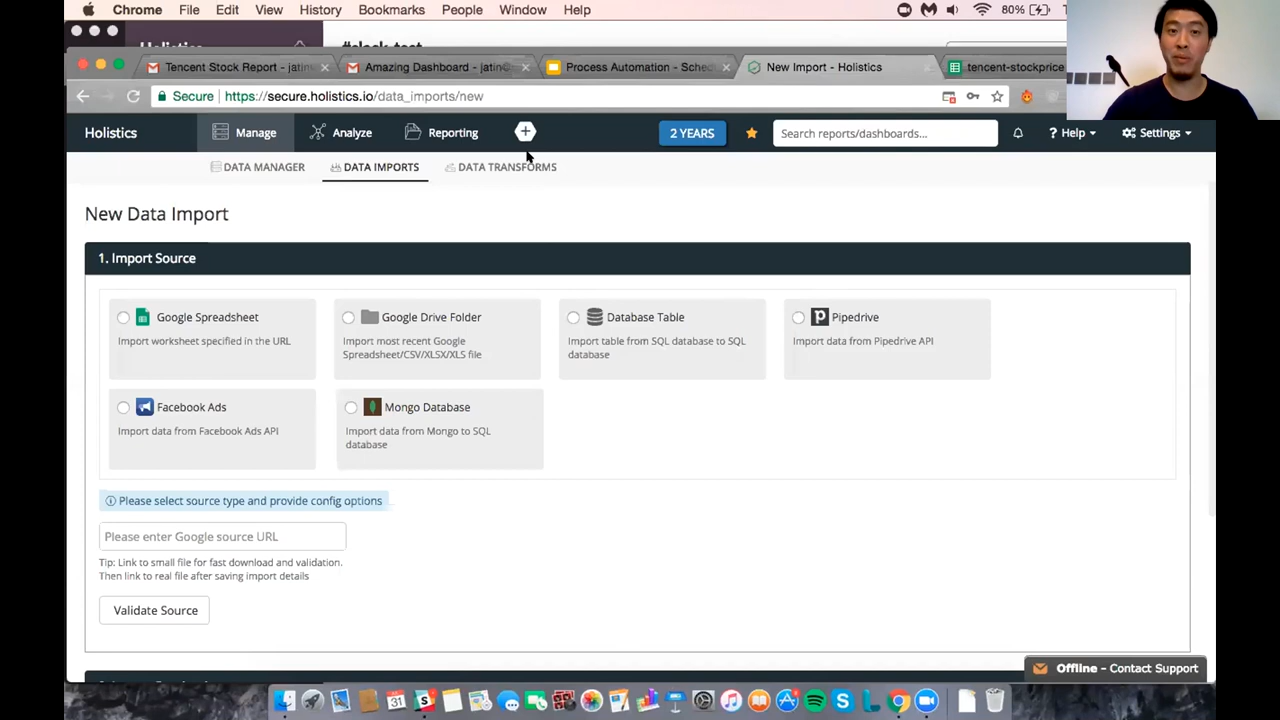 Chrome File Edit View History Bookmarks People Window Help 80%
Tencent Stock Report - jatin
Amazing Dashboard - jatin@
Process Automation - Sched
New Import - Holistics
tencent-stockprice
Secure https://secure.holistics.io/data_imports/new
Holistics Manage Analyze Reporting + 2 YEARS Search reports/dashboards... Help Settings
DATA MANAGER DATA IMPORTS DATA TRANSFORMS
New Data Import
1. Import Source
Google Spreadsheet
Import worksheet specified in the URL
Google Drive Folder
Import most recent Google
Spreadsheet/CSV/XLSX/XLS file
Database Table
Import table from SQL database to SQL
database
Pipedrive
Import data from Pipedrive API
Facebook Ads
Import data from Facebook Ads API
Mongo Database
Import data from Mongo to SQL
database
Please select source type and provide config options
Please enter Google source URL
Tip: Link to small file for fast download and validation.
Then link to real file after saving import details
Validate Source
Offline - Contact Support
31